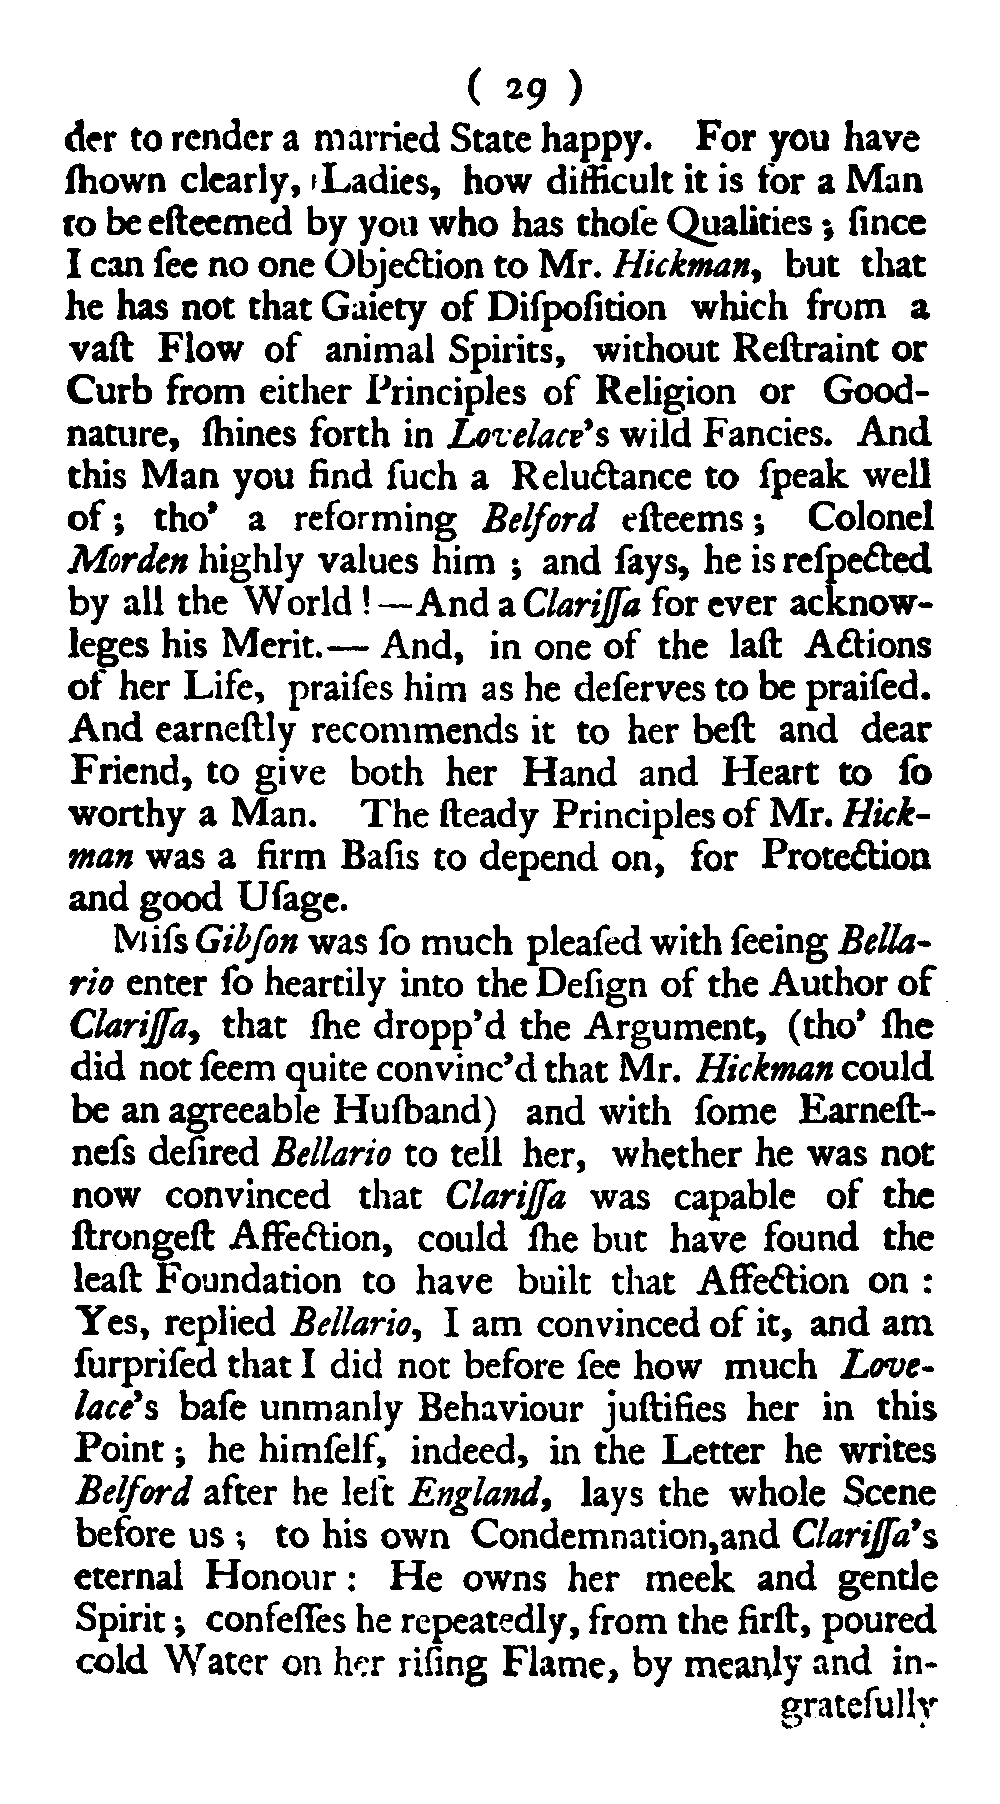 ( 29 )
der to render a married State happy. For you have
ſhown clearly, Ladies, how difficult it is for a Man
to be eſteemed by you who has thoſe Qualities; ſince
I can ſee no one Objection to Mr. Hickman, but that
he has not that Gaiety of Diſpoſition which from a
vaſt Flow of animal Spirits, without Reſtraint or
Curb from either Principles of Religion or Good-
nature, ſhines forth in Lovelace's wild Fancies. And
this Man you find ſuch a Reluctance to ſpeak well
of; tho' a reforming Belford eſteems; Colonel
Morden highly values him; and ſays, he is reſpected
by all the World!—And a Clariſſa for ever acknow-
leges his Merit.— And, in one of the laſt Actions
of her Life, praiſes him as he deſerves to be praiſed.
And earneſtly recommends it to her beſt and dear
Friend, to give both her Hand and Heart to ſo
worthy a Man. The ſteady Principles of Mr. Hick-
man was a firm Baſis to depend on, for Protection
and good Uſage.
Miſs Gibſon was ſo much pleaſed with ſeeing Bella-
rio enter ſo heartily into the Deſign of the Author of
Clariſſa, that ſhe dropp'd the Argument, (tho' ſhe
did not ſeem quite convinc'd that Mr. Hickman could
be an agreeable Huſband) and with ſome Earneſt-
neſs deſired Bellario to tell her, whether he was not
now convinced that Clariſſa was capable of the
ſtrongeſt Affection, could ſhe but have found the
leaſt Foundation to have built that Affection on:
Yes, replied Bellario, I am convinced of it, and am
ſurpriſed that I did not before ſee how much Love-
lace's baſe unmanly Behaviour juſtifies her in this
Point; he himſelf, indeed, in the Letter he writes
Belford after he left England, lays the whole Scene
before us; to his own Condemnation,and Clariſſa's
eternal Honour: He owns her meek and gentle
Spirit; confeſſes he repeatedly, from the firſt, poured
cold Water on her riſing Flame, by meanly and in-
gratefully